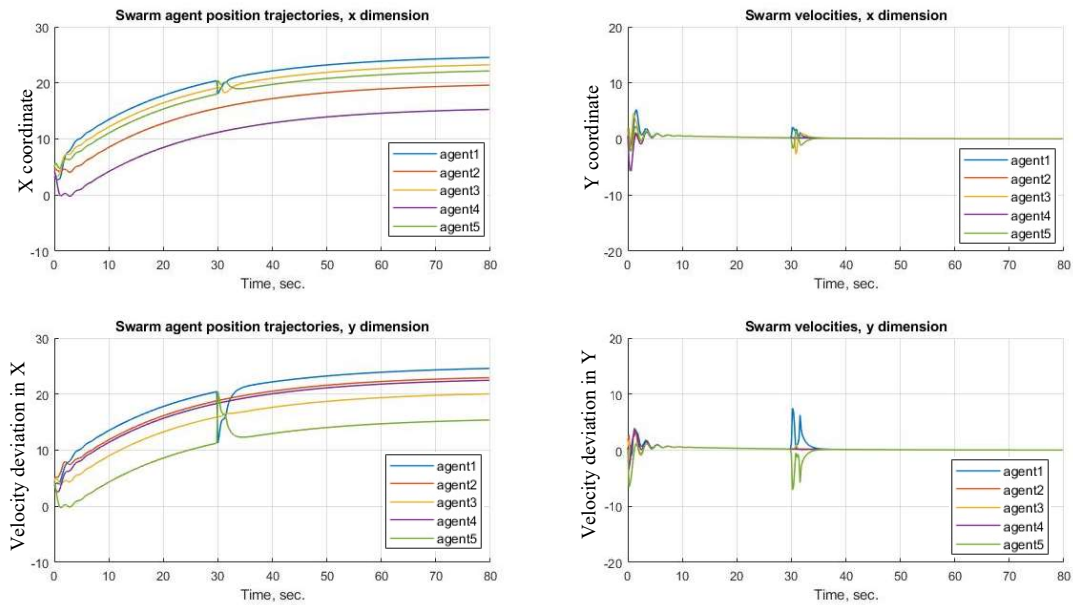 Swarm agent position trajectories, x dimension
X coordinate
30
20
10
0
-10
0 10 20 30 40 50 60 70 80
Time, sec.
agent1
agent2
agent3
agent4
agent5
Swarm velocities, x dimension
Y coordinate
20
10
0
-10
-20
0 10 20 30 40 50 60 70 80
Time, sec.
agent1
agent2
agent3
agent4
agent5
Swarm agent position trajectories, y dimension
Velocity deviation in X
30
20
10
0
-10
0 10 20 30 40 50 60 70 80
Time, sec.
agent1
agent2
agent3
agent4
agent5
Swarm velocities, y dimension
Velocity deviation in Y
20
10
0
-10
-20
0 10 20 30 40 50 60 70 80
Time, sec.
agent1
agent2
agent3
agent4
agent5